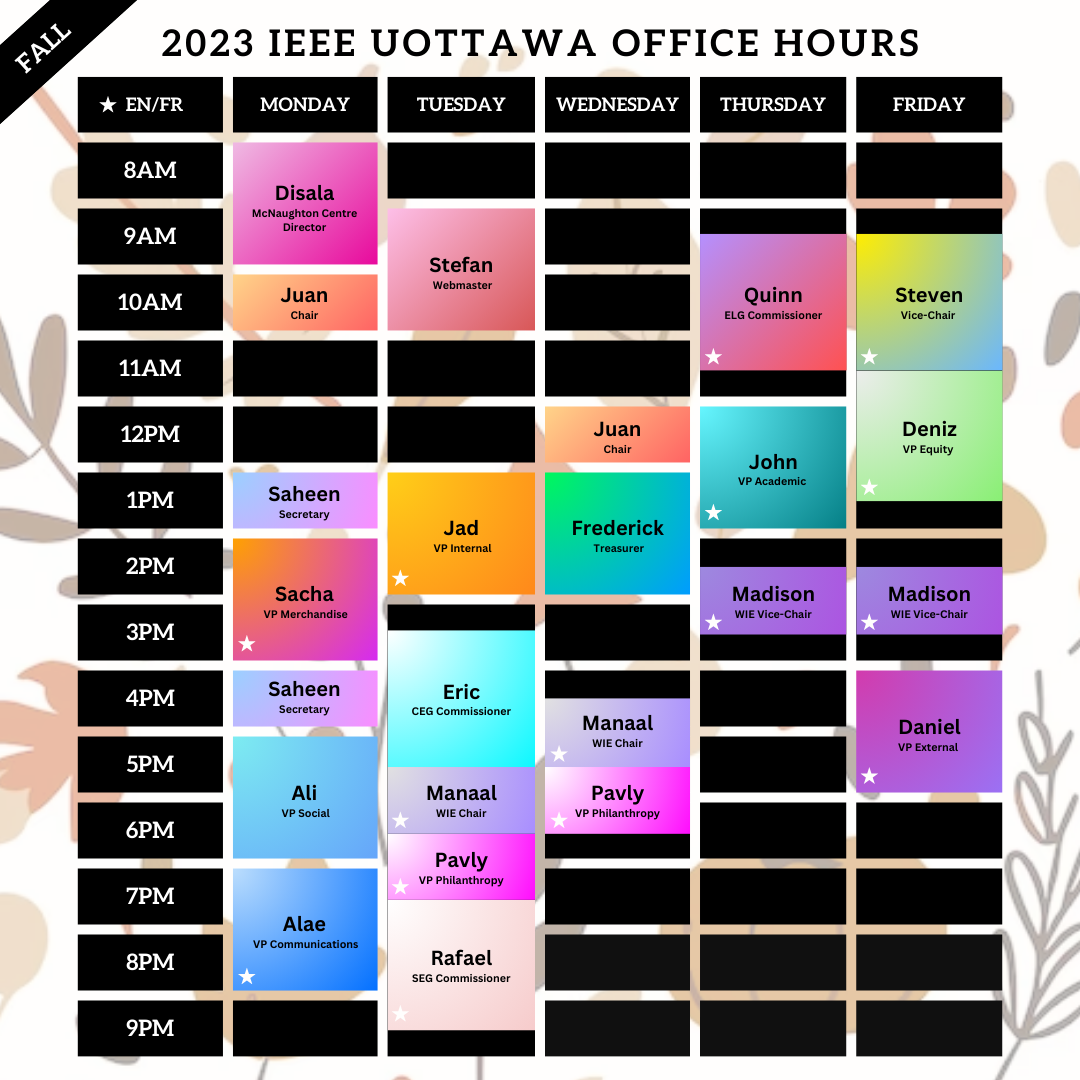 FALL
2023 IEEE UOTTAWA OFFICE HOURS
★ EN/FR
MONDAY
TUESDAY
WEDNESDAY
THURSDAY
FRIDAY
8AM
9AM
10AM
11AM
12PM
1PM
2PM
3PM
4PM
5PM
6PM
7PM
8PM
9PM
Disala
McNaughton Centre
Director
Juan
Chair
Saheen
Secretary
Sacha
VP Merchandise
★
Saheen
Secretary
Ali
VP Social
Alae
VP Communications
★
Stefan
Webmaster
Jad
VP Internal
★
Eric
CEG Commissioner
Manaal
WIE Chair
★
Pavly
VP Philanthropy
★
Rafael
SEG Commissioner
★
Juan
Chair
Frederick
Treasurer
Manaal
WIE Chair
★
Pavly
VP Philanthropy
★
Quinn
ELG Commissioner
★
John
VP Academic
★
Madison
WIE Vice-Chair
★
Steven
Vice-Chair
★
Deniz
VP Equity
★
Madison
WIE Vice-Chair
★
Daniel
VP External
★